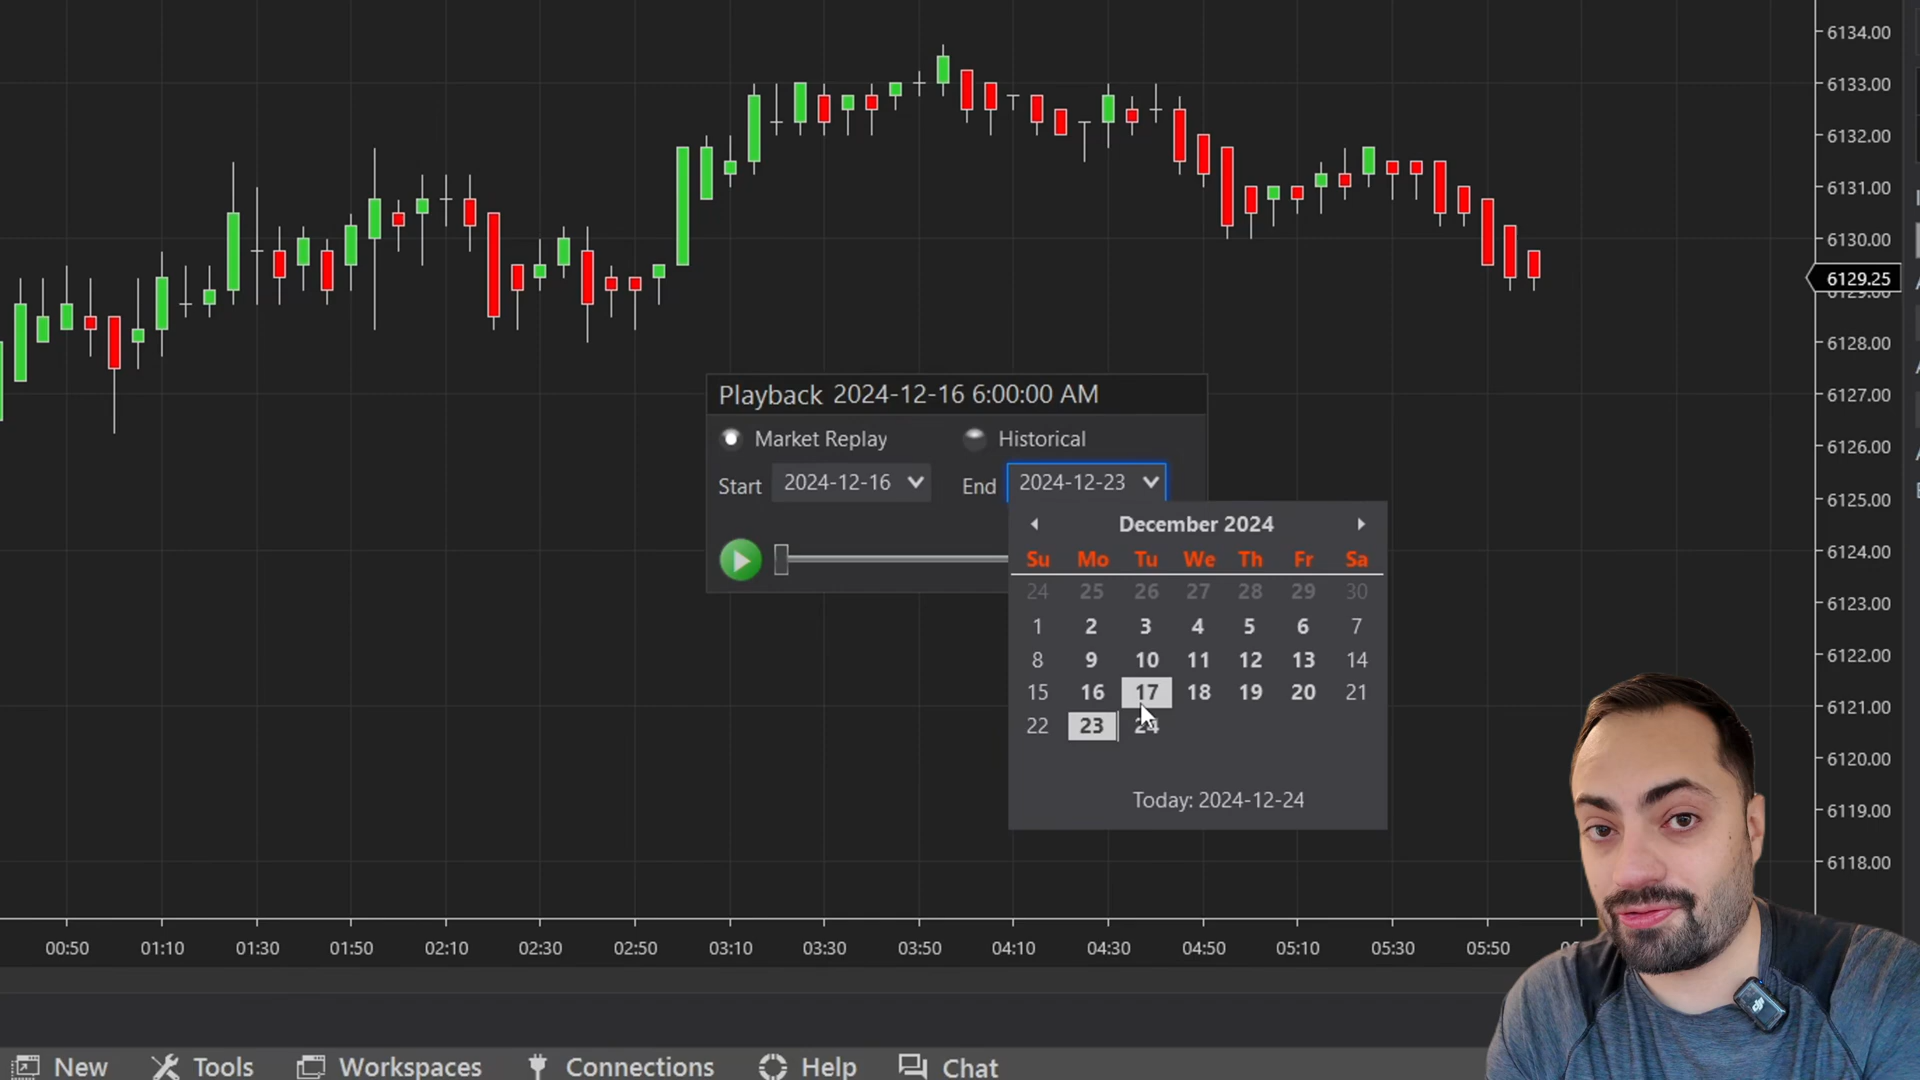 6134.00
6133.00
6132.00
6131.00
6130.00
6129.25
6128.00
6127.00
6126.00
6125.00
6124.00
6123.00
6122.00
6121.00
6120.00
6119.00
6118.00
Playback 2024-12-16 6:00:00 AM
Market Replay Historical
Start 2024-12-16 End 2024-12-23
December 2024
Su Mo Tu We Th Fr Sa
24 25 26 27 28 29 30
1 2 3 4 5 6 7
8 9 10 11 12 13 14
15 16 17 18 19 20 21
22 23 24
Today: 2024-12-24
00:50 01:10 01:30 01:50 02:10 02:30 02:50 03:10 03:30 03:50 04:10 04:30 04:50 05:10 05:30 05:50
New Tools Workspaces Connections Help Chat